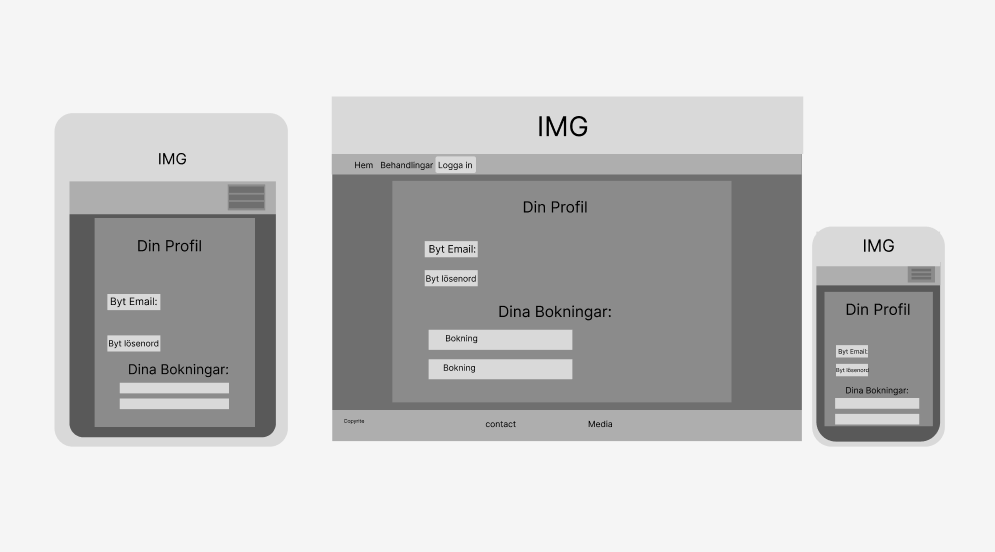 IMG
Din Profil
Byt Email:
Byt lösenord
Dina Bokningar:
IMG
Hem Behandlingar Logga in
Din Profil
Byt Email:
Byt lösenord
Dina Bokningar:
Bokning
Bokning
Copyrite contact Media
IMG
Din Profil
Byt Email:
Byt lösenord
Dina Bokningar: